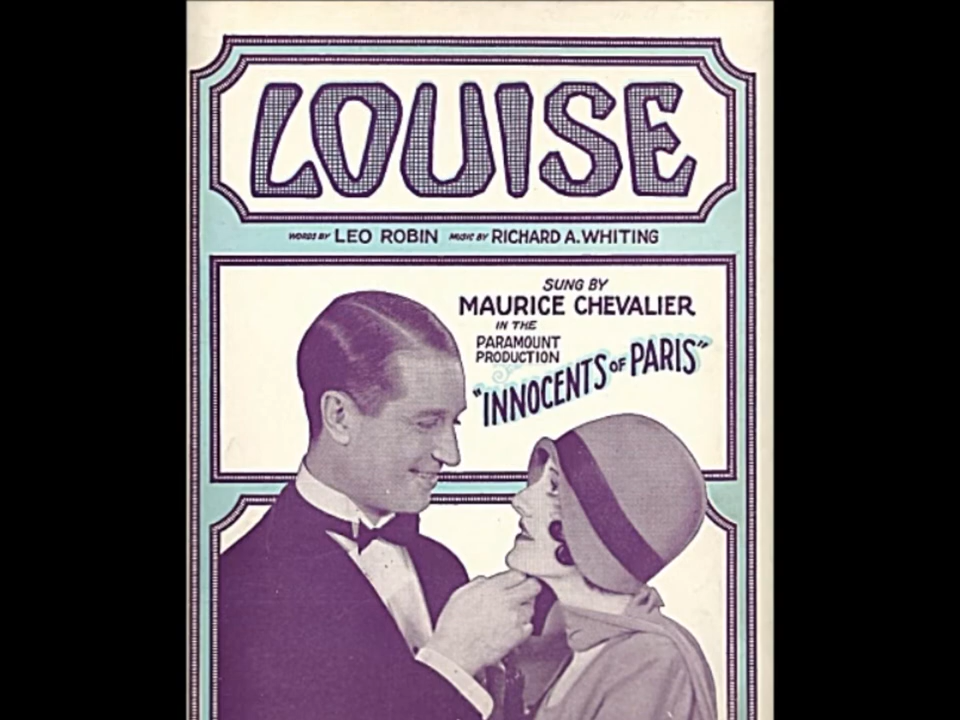 LOUISE
WORDS BY LEO ROBIN MUSIC BY RICHARD A. WHITING
SUNG BY
MAURICE CHEVALIER
IN THE
PARAMOUNT
PRODUCTION
"INNOCENTS OF PARIS"